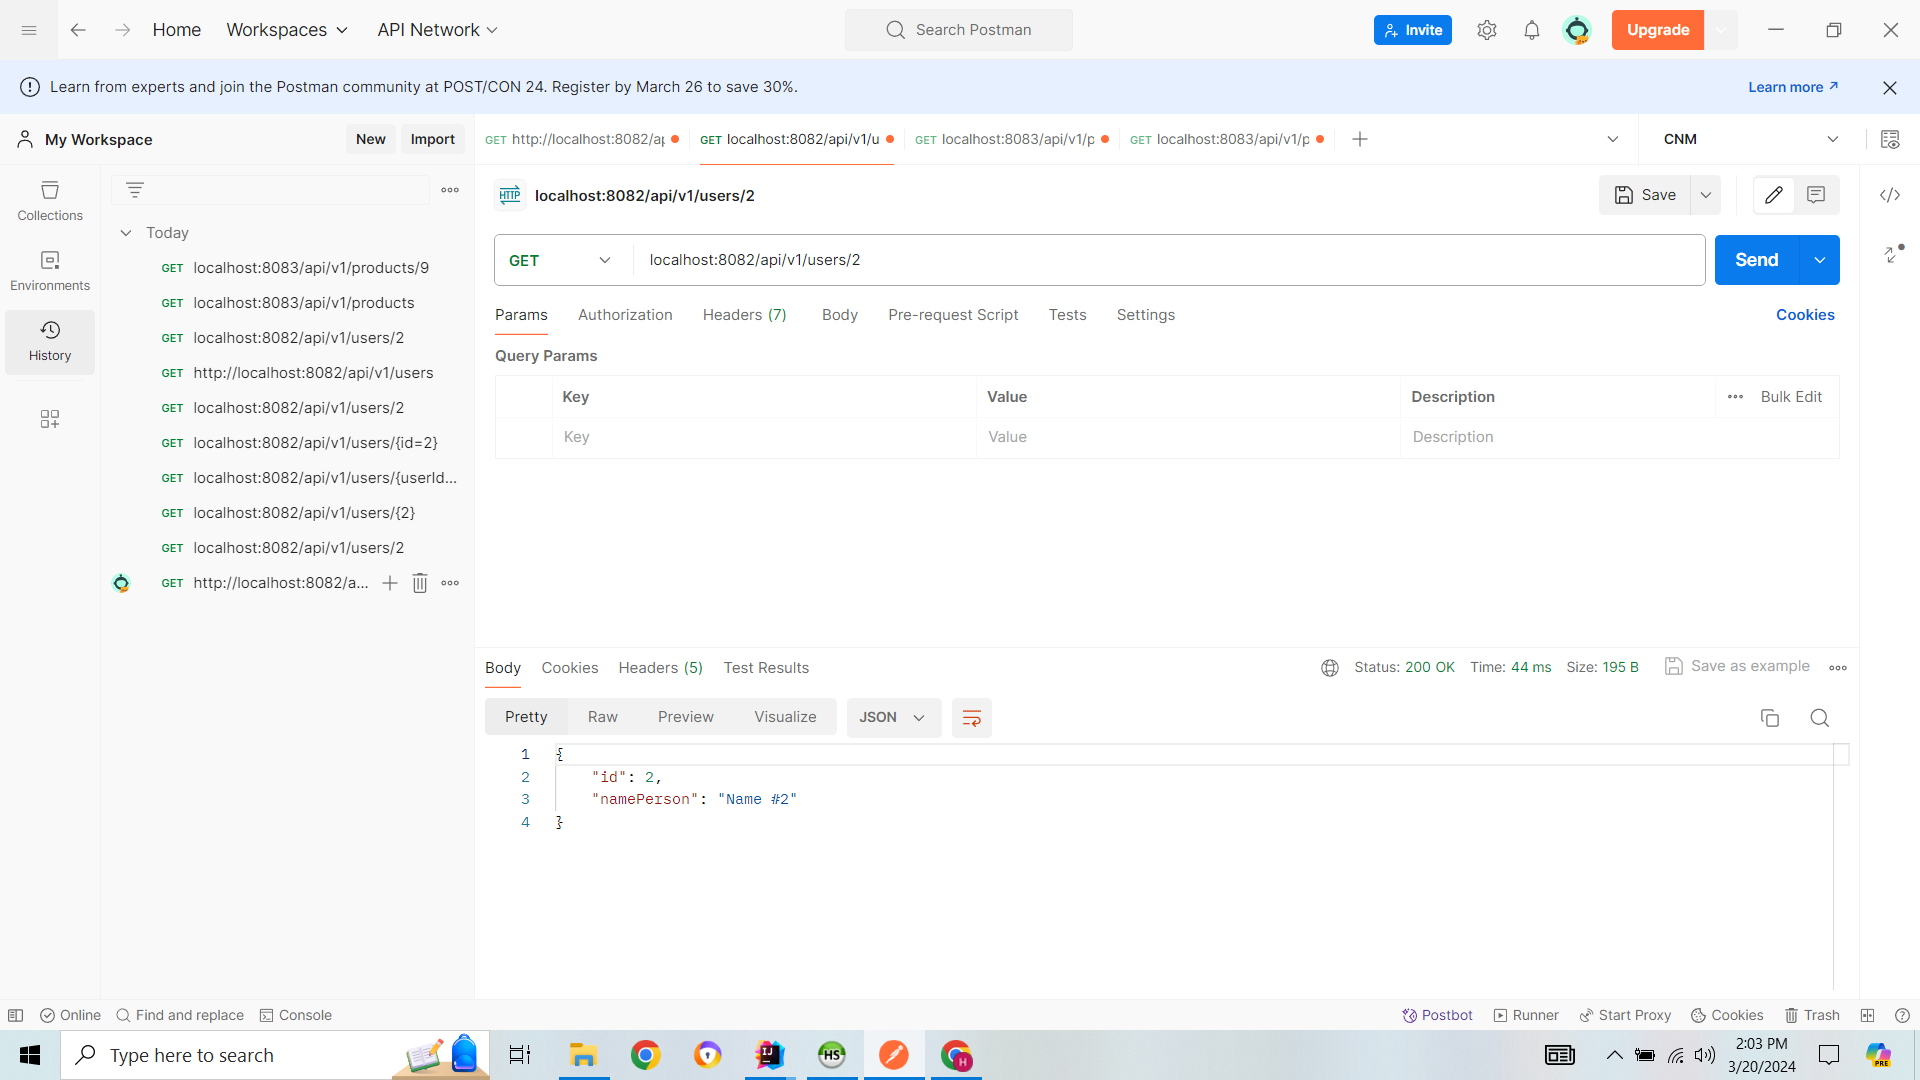 Home
Workspaces
API Network
Search Postman
Invite
Upgrade
Learn from experts and join the Postman community at POST/CON 24. Register by March 26 to save 30%.
Learn more
My Workspace
New
Import
GET http://localhost:8082/ap
GET localhost:8082/api/v1/u
GET localhost:8083/api/v1/p
GET localhost:8083/api/v1/p
CNM
Collections
Environments
History
Today
GET localhost:8083/api/v1/products/9
GET localhost:8083/api/v1/products
GET localhost:8082/api/v1/users/2
GET http://localhost:8082/api/v1/users
GET localhost:8082/api/v1/users/2
GET localhost:8082/api/v1/users/{id=2}
GET localhost:8082/api/v1/users/{userId...
GET localhost:8082/api/v1/users/{2}
GET localhost:8082/api/v1/users/2
GET http://localhost:8082/a...
HTTP localhost:8082/api/v1/users/2
Save
GET localhost:8082/api/v1/users/2
Send
Params Authorization Headers (7) Body Pre-request Script Tests Settings
Cookies
Query Params
Key Value Description
Bulk Edit
Key Value Description
Body Cookies Headers (5) Test Results
Status: 200 OK Time: 44 ms Size: 195 B
Save as example
Pretty Raw Preview Visualize
JSON
1 {
2 "id": 2,
3 "namePerson": "Name #2"
4 }
Online
Find and replace
Console
Postbot
Runner
Start Proxy
Cookies
Trash
Type here to search
IJ
HS
H
2:03 PM
3/20/2024
PRE